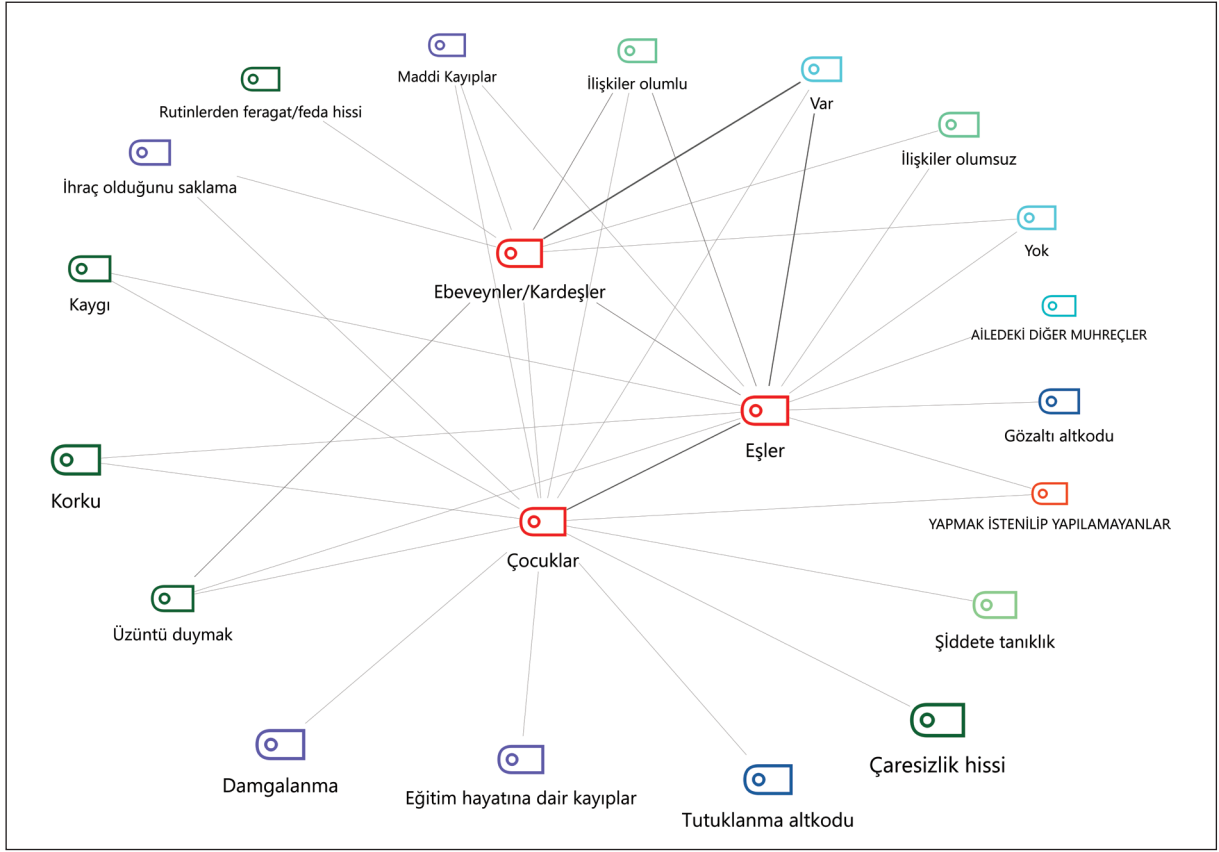 Maddi Kayıplar
İlişkiler olumlu
Var
Rutinlerden feragat/feda hissi
İlişkiler olumsuz
İhraç olduğunu saklama
Yok
Ebeveynler/Kardeşler
Kaygı
AİLEDEKİ DİĞER MUHREÇLER
Gözaltı altkodu
Eşler
Korku
YAPMAK İSTENİLİP YAPILAMAYANLAR
Çocuklar
Üzüntü duymak
Şİddete tanıklık
Çaresizlik hissi
Damgalanma
Eğitim hayatına dair kayıplar
Tutuklanma altkodu